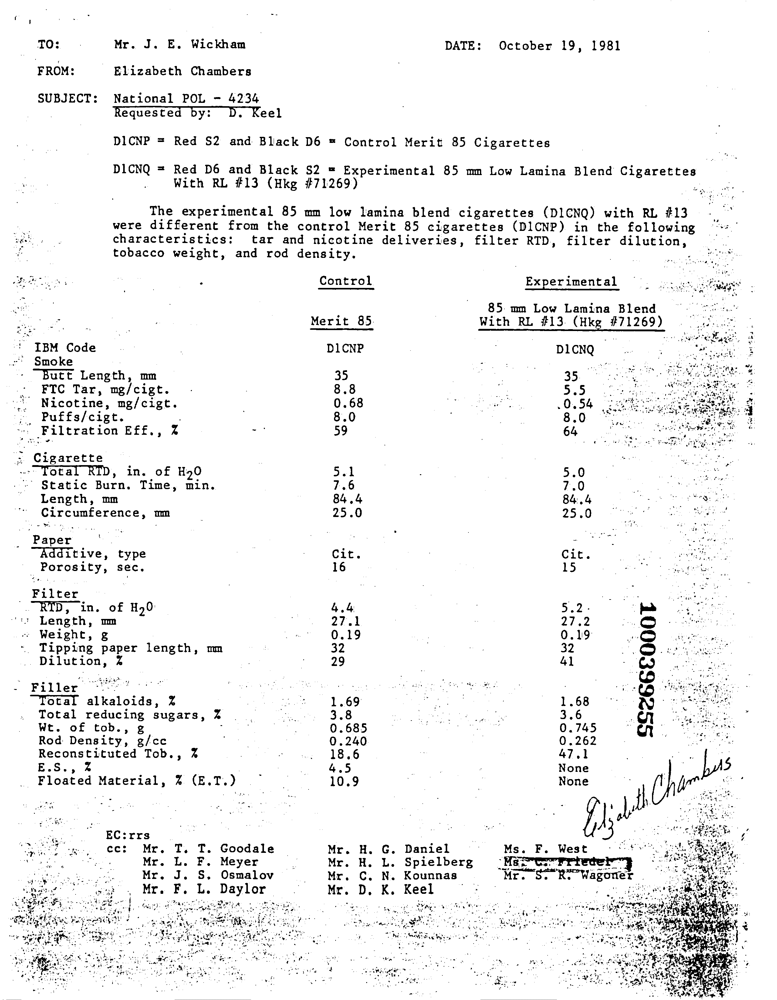 TO: Mr. J. E. Wickham DATE: October 19, 1981
FROM: Elizabeth Chambers
SUBJECT: National POL - 4234
Requested by: D. Keel
D1CNP = Red S2 and Black D6 = Control Merit 85 Cigarettes
D1CNQ = Red D6 and Black S2 = Experimental 85 mm Low Lamina Blend Cigarettes
With RL #13 (Hkg #71269)
The experimental 85 mm low lamina blend cigarettes (D1CNQ) with RL #13
were different from the control Merit 85 cigarettes (D1CNP) in the following
characteristics: tar and nicotine deliveries, filter RTD, filter dilution,
tobacco weight, and rod density.
Control Experimental
85 mm Low Lamina Blend
Merit 85 With RL #13 (Hkg #71269)
IBM Code D1CNP D1CNQ
Smoke
Butt Length, mm 35 35
FTC Tar, mg/cigt. 8.8 5.5
Nicotine, mg/cigt. 0.68 0.54
Puffs/cigt. 8.0 8.0
Filtration Eff., % 59 64
Cigarette
Total RTD, in. of H2O 5.1 5.0
Static Burn. Time, min. 7.6 7.0
Length, mm 84.4 84.4
Circumference, mm 25.0 25.0
Paper
Additive, type Cit. Cit.
Porosity, sec. 16 15
Filter
RTD, in. of H2O 4.4 5.2
Length, mm 27.1 27.2
Weight, g 0.19 0.19
Tipping paper length, mm 32 32
Dilution, % 29 41
Filler
Total alkaloids, % 1.69 1.68
Total reducing sugars, % 3.8 3.6
Wt. of tob., g 0.685 0.745
Rod Density, g/cc 0.240 0.262
Reconstituted Tob., % 18.6 47.1
E.S., % 4.5 None
Floated Material, % (E.T.) 10.9 None
1000399255
Elizabeth Chambers
EC:rrs
cc: Mr. T. T. Goodale Mr. H. G. Daniel Ms. F. West
Mr. L. F. Meyer Mr. H. L. Spielberg Ms. C. Friedel
Mr. J. S. Osmalov Mr. C. N. Kounnas Mr. S. R. Wagoner
Mr. F. L. Daylor Mr. D. K. Keel